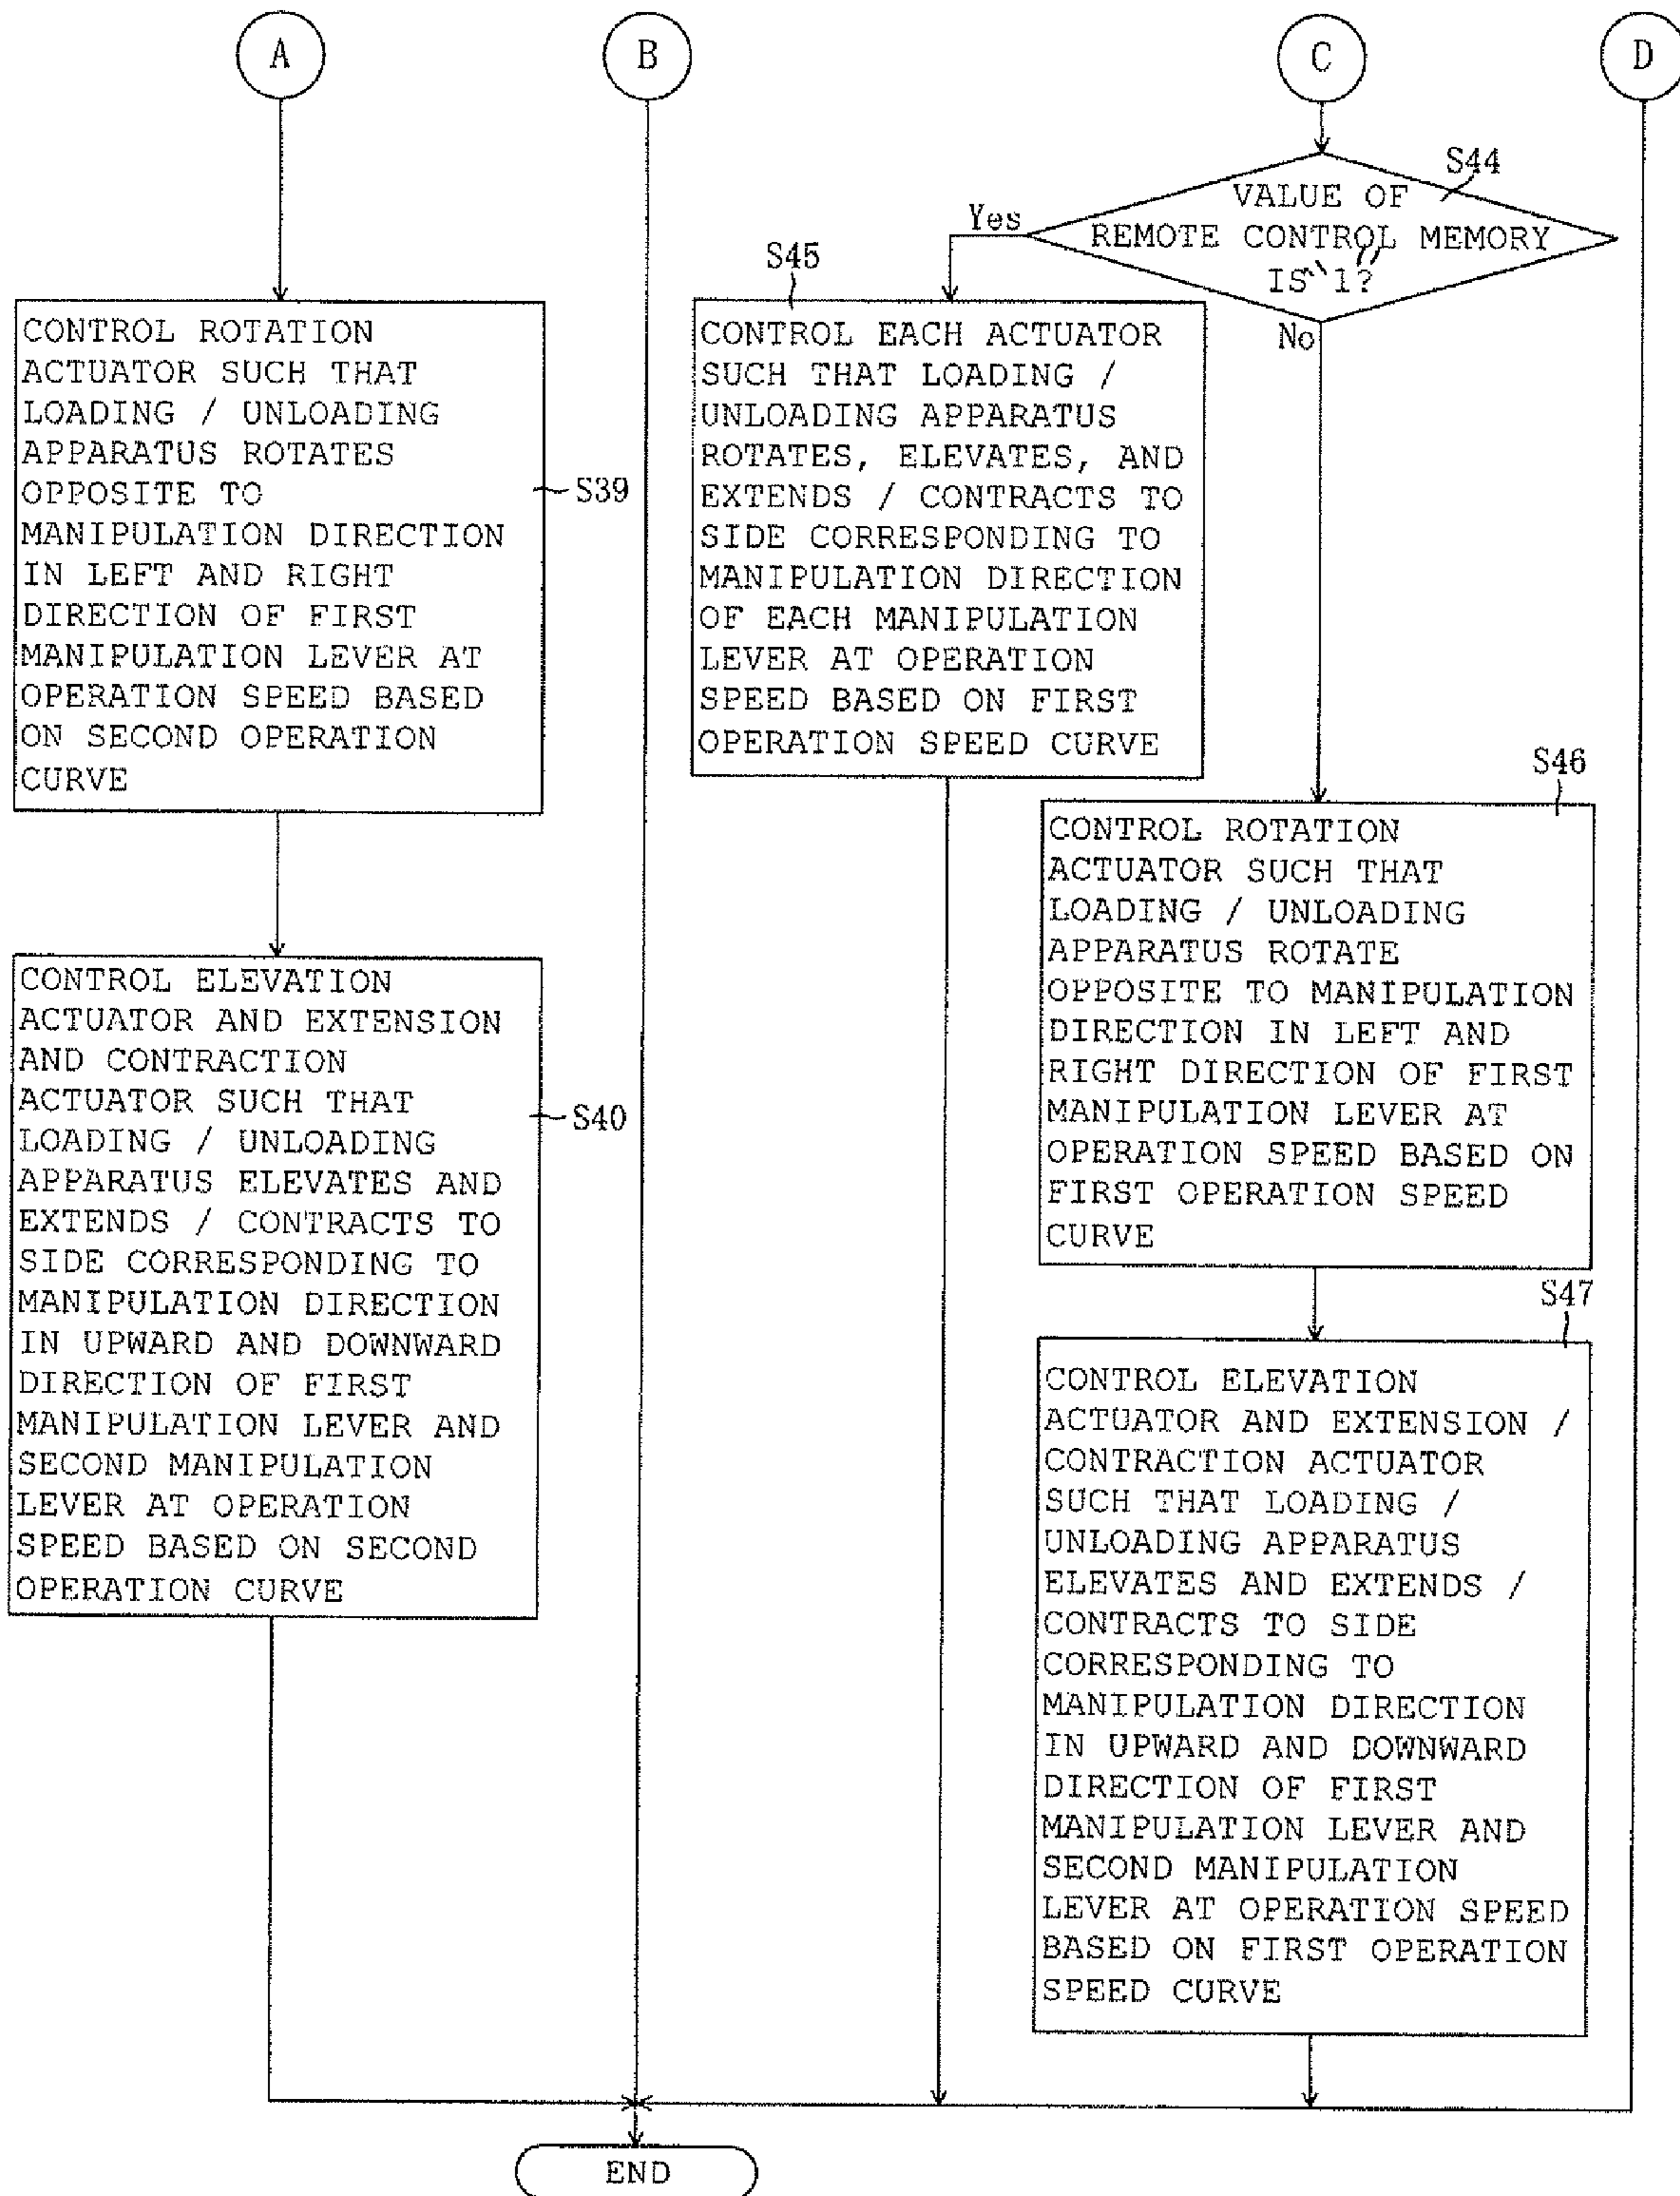 A
B
C
D
S44
VALUE OF
REMOTE CONTROL MEMORY
IS "1"?
Yes
No
CONTROL ROTATION
ACTUATOR SUCH THAT
LOADING / UNLOADING
APPARATUS ROTATES
OPPOSITE TO
MANIPULATION DIRECTION
IN LEFT AND RIGHT
DIRECTION OF FIRST
MANIPULATION LEVER AT
OPERATION SPEED BASED
ON SECOND OPERATION
CURVE
S39
S45
CONTROL EACH ACTUATOR
SUCH THAT LOADING /
UNLOADING APPARATUS
ROTATES, ELEVATES, AND
EXTENDS / CONTRACTS TO
SIDE CORRESPONDING TO
MANIPULATION DIRECTION
OF EACH MANIPULATION
LEVER AT OPERATION
SPEED BASED ON FIRST
OPERATION SPEED CURVE
S46
CONTROL ROTATION
ACTUATOR SUCH THAT
LOADING / UNLOADING
APPARATUS ROTATE
OPPOSITE TO MANIPULATION
DIRECTION IN LEFT AND
RIGHT DIRECTION OF FIRST
MANIPULATION LEVER AT
OPERATION SPEED BASED ON
FIRST OPERATION SPEED
CURVE
CONTROL ELEVATION
ACTUATOR AND EXTENSION
AND CONTRACTION
ACTUATOR SUCH THAT
LOADING / UNLOADING
APPARATUS ELEVATES AND
EXTENDS / CONTRACTS TO
SIDE CORRESPONDING TO
MANIPULATION DIRECTION
IN UPWARD AND DOWNWARD
DIRECTION OF FIRST
MANIPULATION LEVER AND
SECOND MANIPULATION
LEVER AT OPERATION
SPEED BASED ON SECOND
OPERATION CURVE
S40
S47
CONTROL ELEVATION
ACTUATOR AND EXTENSION /
CONTRACTION ACTUATOR
SUCH THAT LOADING /
UNLOADING APPARATUS
ELEVATES AND EXTENDS /
CONTRACTS TO SIDE
CORRESPONDING TO
MANIPULATION DIRECTION
IN UPWARD AND DOWNWARD
DIRECTION OF FIRST
MANIPULATION LEVER AND
SECOND MANIPULATION
LEVER AT OPERATION SPEED
BASED ON FIRST OPERATION
SPEED CURVE
END